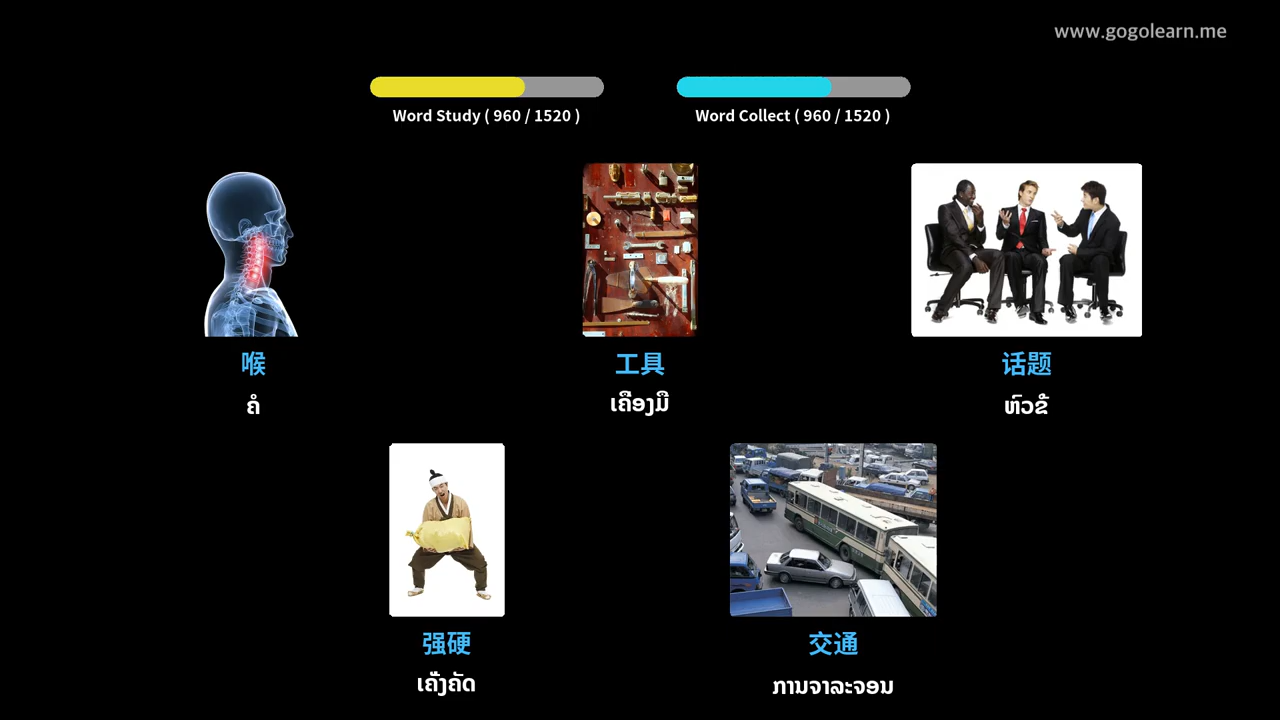 www.gogolearn.me
Word Study ( 960 / 1520 )
Word Collect ( 960 / 1520 )
喉
ຄໍ
工具
ເຄື່ອງມື
话题
ຫົວຂໍ້
强硬
ເຄັ່ງຄັດ
交通
ການຈາລະຈອນ